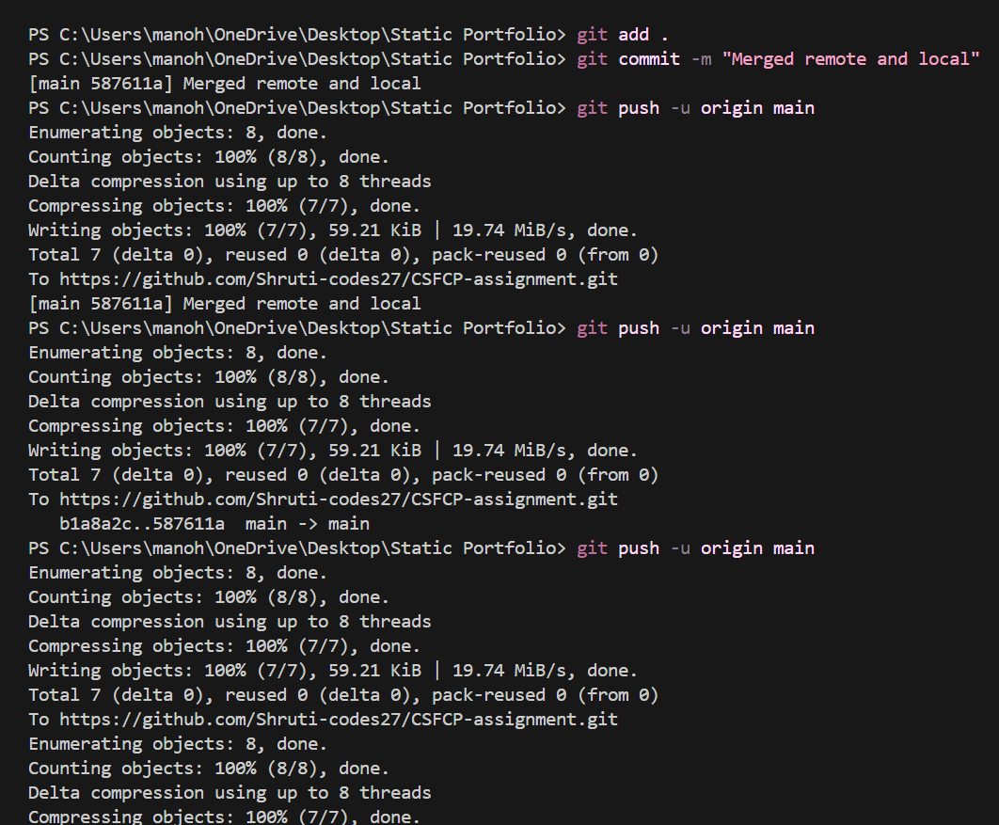 PS C:\Users\manoh\OneDrive\Desktop\Static Portfolio> git add .
PS C:\Users\manoh\OneDrive\Desktop\Static Portfolio> git commit -m "Merged remote and local"
[main 587611a] Merged remote and local
PS C:\Users\manoh\OneDrive\Desktop\Static Portfolio> git push -u origin main
Enumerating objects: 8, done.
Counting objects: 100% (8/8), done.
Delta compression using up to 8 threads
Compressing objects: 100% (7/7), done.
Writing objects: 100% (7/7), 59.21 KiB | 19.74 MiB/s, done.
Total 7 (delta 0), reused 0 (delta 0), pack-reused 0 (from 0)
To https://github.com/Shruti-codes27/CSFCP-assignment.git
[main 587611a] Merged remote and local
PS C:\Users\manoh\OneDrive\Desktop\Static Portfolio> git push -u origin main
Enumerating objects: 8, done.
Counting objects: 100% (8/8), done.
Delta compression using up to 8 threads
Compressing objects: 100% (7/7), done.
Writing objects: 100% (7/7), 59.21 KiB | 19.74 MiB/s, done.
Total 7 (delta 0), reused 0 (delta 0), pack-reused 0 (from 0)
To https://github.com/Shruti-codes27/CSFCP-assignment.git
   b1a8a2c..587611a  main -> main
PS C:\Users\manoh\OneDrive\Desktop\Static Portfolio> git push -u origin main
Enumerating objects: 8, done.
Counting objects: 100% (8/8), done.
Delta compression using up to 8 threads
Compressing objects: 100% (7/7), done.
Writing objects: 100% (7/7), 59.21 KiB | 19.74 MiB/s, done.
Total 7 (delta 0), reused 0 (delta 0), pack-reused 0 (from 0)
To https://github.com/Shruti-codes27/CSFCP-assignment.git
Enumerating objects: 8, done.
Counting objects: 100% (8/8), done.
Delta compression using up to 8 threads
Compressing objects: 100% (7/7), done.